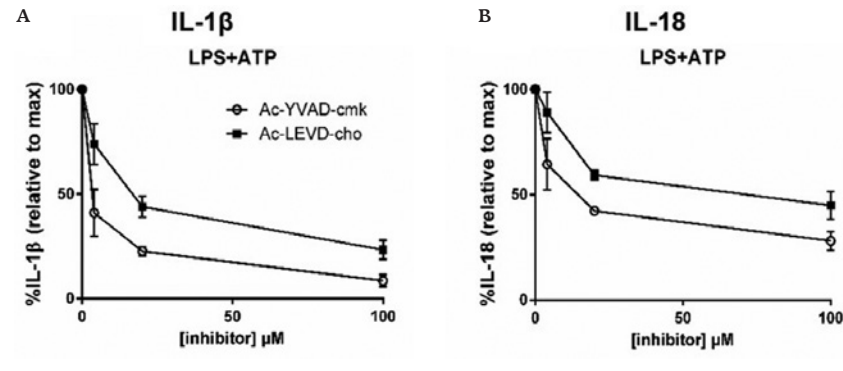 A
IL-1β
LPS+ATP
%IL-1β (relative to max)
100
50
0
Ac-YVAD-cmk
Ac-LEVD-cho
0 50 100
[inhibitor] μM
B
IL-18
LPS+ATP
%IL-18 (relative to max)
100
50
0
0 50 100
[inhibitor] μM